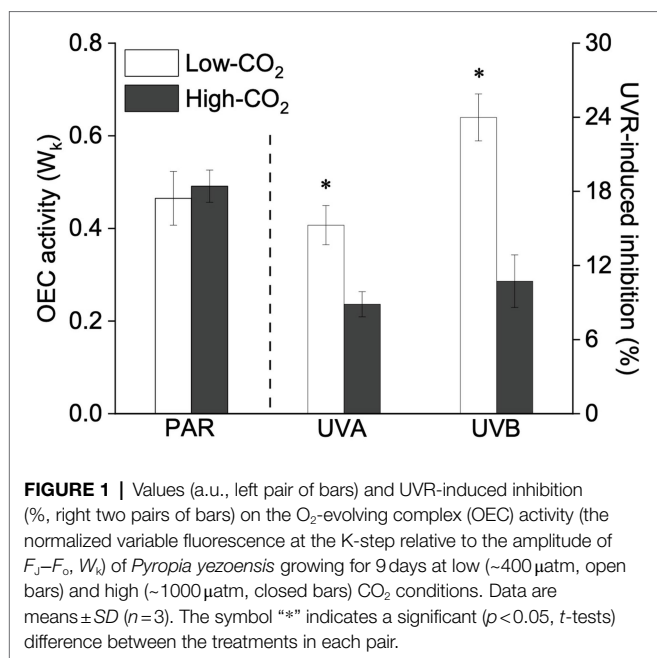 0.8
0.6
0.4
0.2
0.0
OEC activity (Wₖ)
Low-CO₂
High-CO₂
*
*
30
24
18
12
6
0
UVR-induced inhibition (%)
PAR UVA UVB
FIGURE 1 | Values (a.u., left pair of bars) and UVR-induced inhibition
(%, right two pairs of bars) on the O₂-evolving complex (OEC) activity (the
normalized variable fluorescence at the K-step relative to the amplitude of
F_J–Fₒ, Wₖ) of Pyropia yezoensis growing for 9 days at low (~400 μatm, open
bars) and high (~1000 μatm, closed bars) CO₂ conditions. Data are
means ± SD (n = 3). The symbol “*” indicates a significant (p < 0.05, t-tests)
difference between the treatments in each pair.